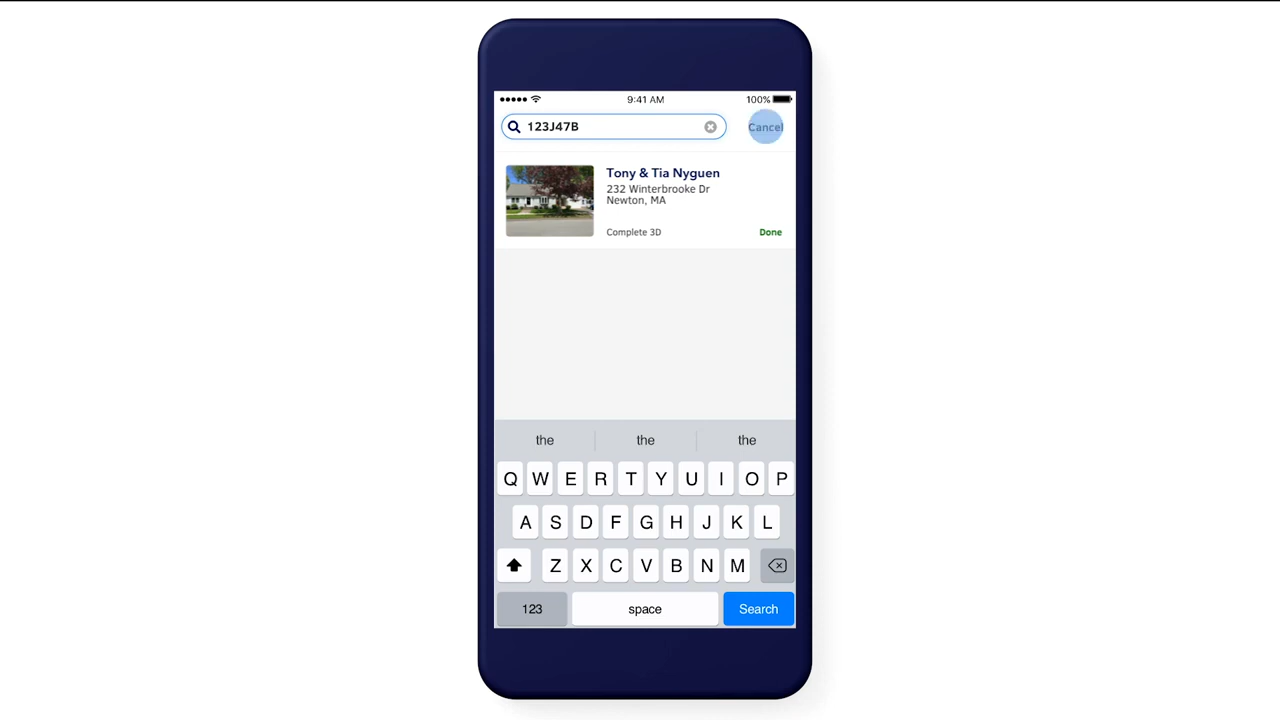 9:41 AM 100%
123J47B Cancel
Tony & Tia Nyguen
232 Winterbrooke Dr
Newton, MA
Complete 3D Done
the the the
Q W E R T Y U I O P
A S D F G H J K L
Z X C V B N M
123 space Search